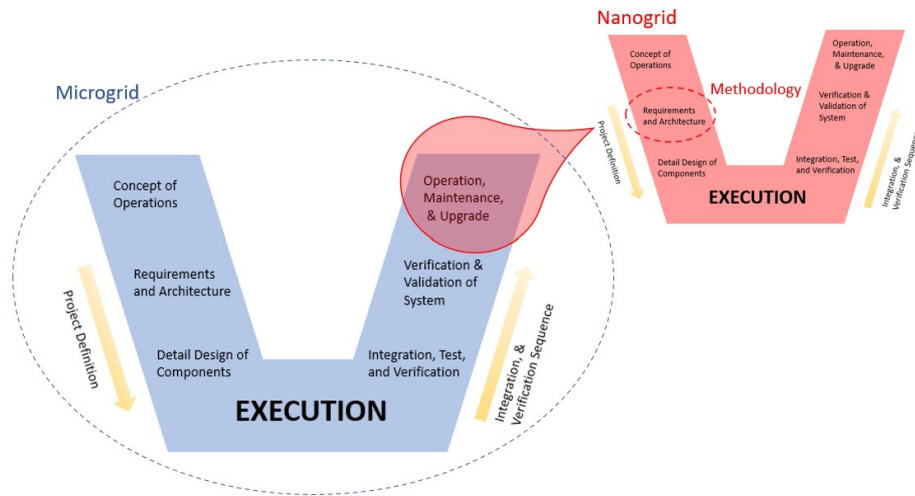 Microgrid
Concept of
Operations
Requirements
and Architecture
Detail Design of
Components
Project Definition
EXECUTION
Operation,
Maintenance,
& Upgrade
Verification &
Validation of
System
Integration, Test,
and Verification
Integration, &
Verification Sequence
Nanogrid
Concept of
Operations
Methodology
Requirements
and Architecture
Detail Design of
Components
Project Definition
EXECUTION
Operation,
Maintenance,
& Upgrade
Verification &
Validation of
System
Integration, Test,
and Verification
Integration, &
Verification Sequence